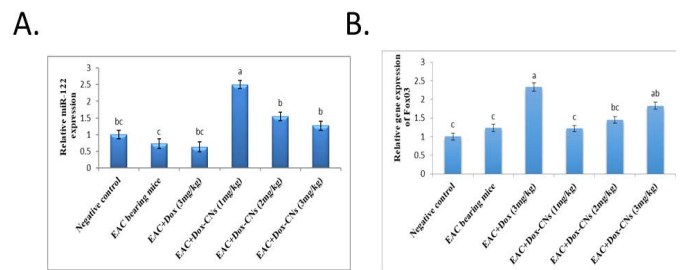 A.
B.
Relative miR-122
expression
3
2.5
2
1.5
1
0.5
0
bc
c
bc
a
b
b
Negative control
EAC bearing mice
EAC+Dox (3mg/kg)
EAC+Dox-CNs (1mg/kg)
EAC+Dox-CNs (2mg/kg)
EAC+Dox-CNs (3mg/kg)
Relative gene expression
of Fox03
3
2.5
2
1.5
1
0.5
0
c
c
a
c
bc
ab
Negative control
EAC bearing mice
EAC+Dox (3mg/kg)
EAC+Dox-CNs (1mg/kg)
EAC+Dox-CNs (2mg/kg)
EAC+Dox-CNs (3mg/kg)